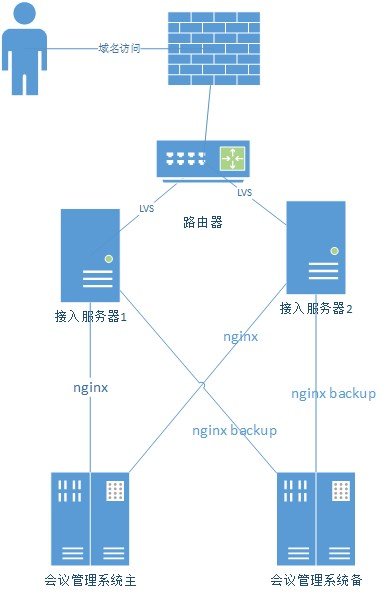 域名访问
LVS
LVS
路由器
接入服务器1
接入服务器2
nginx
nginx
nginx backup
nginx backup
会议管理系统主
会议管理系统备